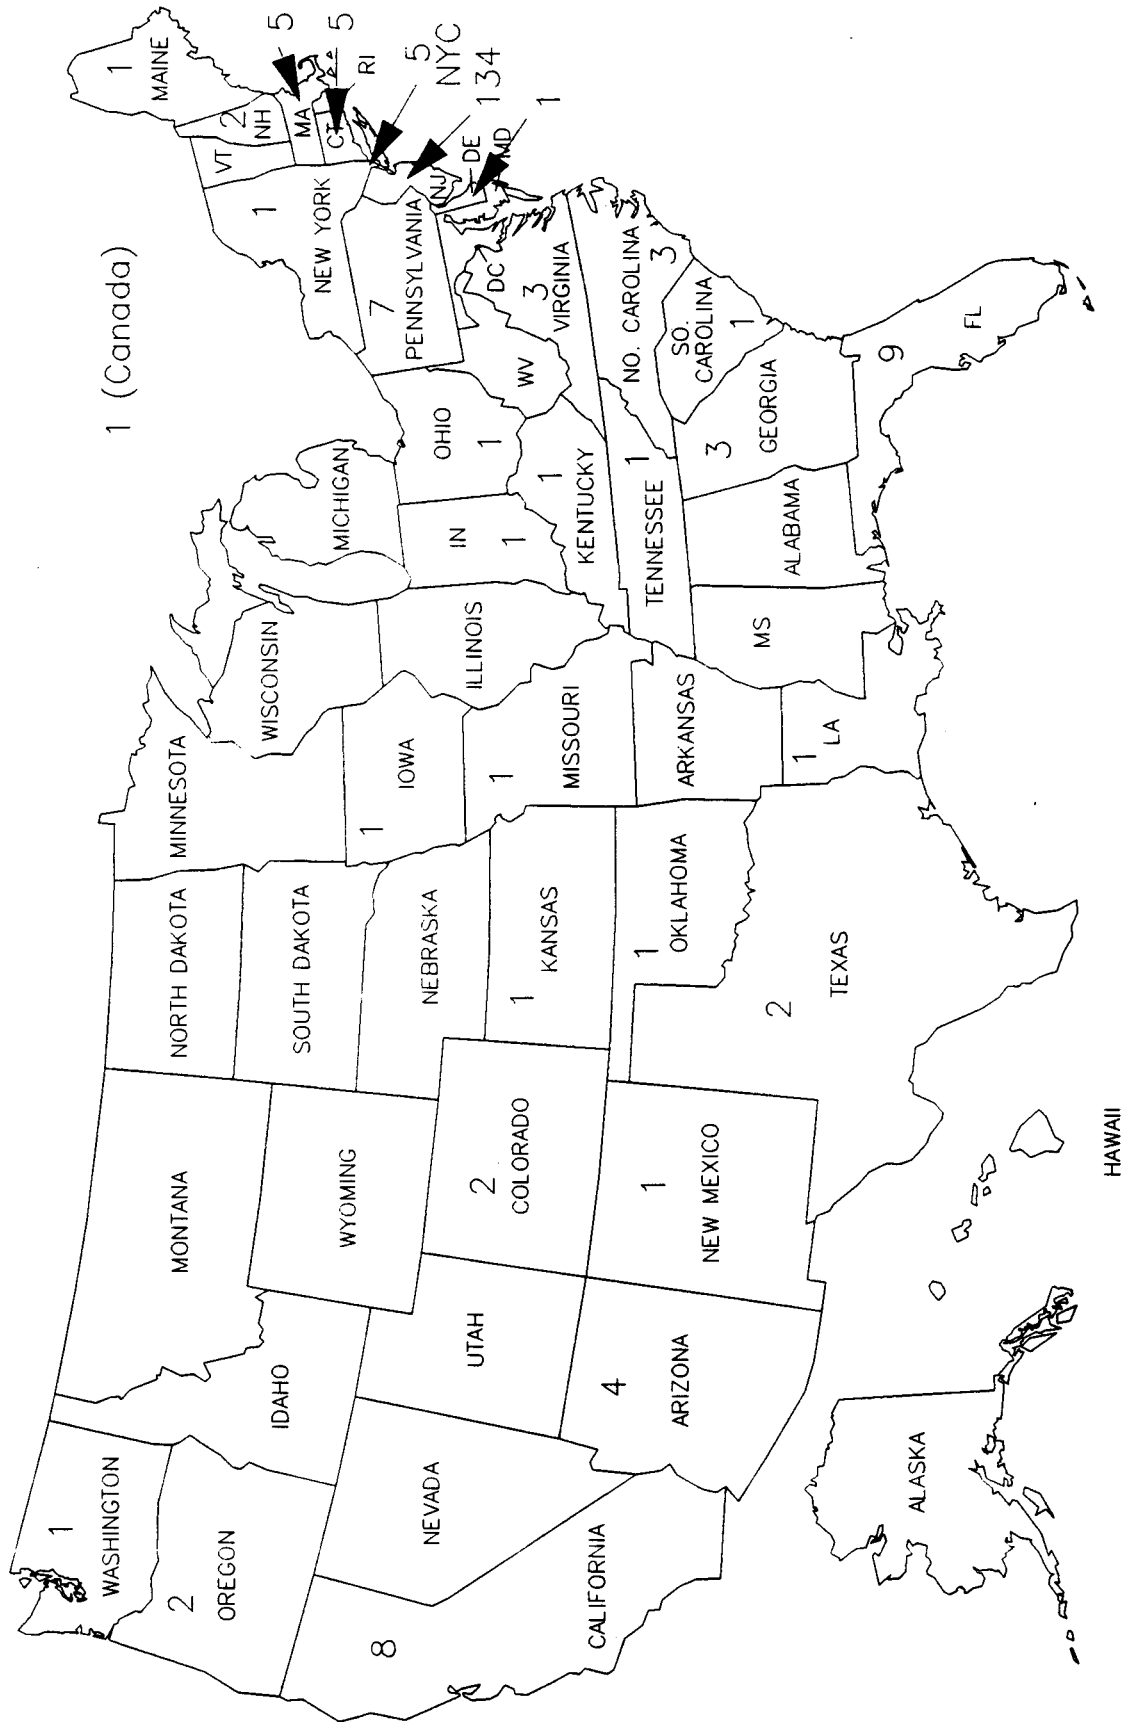 1 (Canada)
1
WASHINGTON
2
OREGON
8
CALIFORNIA
NEVADA
IDAHO
MONTANA
WYOMING
UTAH
4
ARIZONA
2
COLORADO
1
NEW MEXICO
NORTH DAKOTA
SOUTH DAKOTA
NEBRASKA
1
KANSAS
1
OKLAHOMA
2
TEXAS
MINNESOTA
1
IOWA
1
MISSOURI
ARKANSAS
1
LA
WISCONSIN
ILLINOIS
MICHIGAN
IN
1
OHIO
1
1
KENTUCKY
1
TENNESSEE
MS
ALABAMA
3
GEORGIA
9
FL
SO.
CAROLINA
1
NO. CAROLINA
3
3
VIRGINIA
WV
DC
7
PENNSYLVANIA
1
NEW YORK
VT
2
NH
1
MAINE
MA
5
CT
5
RI
5
NYC
NJ
134
DE
MD
1
ALASKA
HAWAII